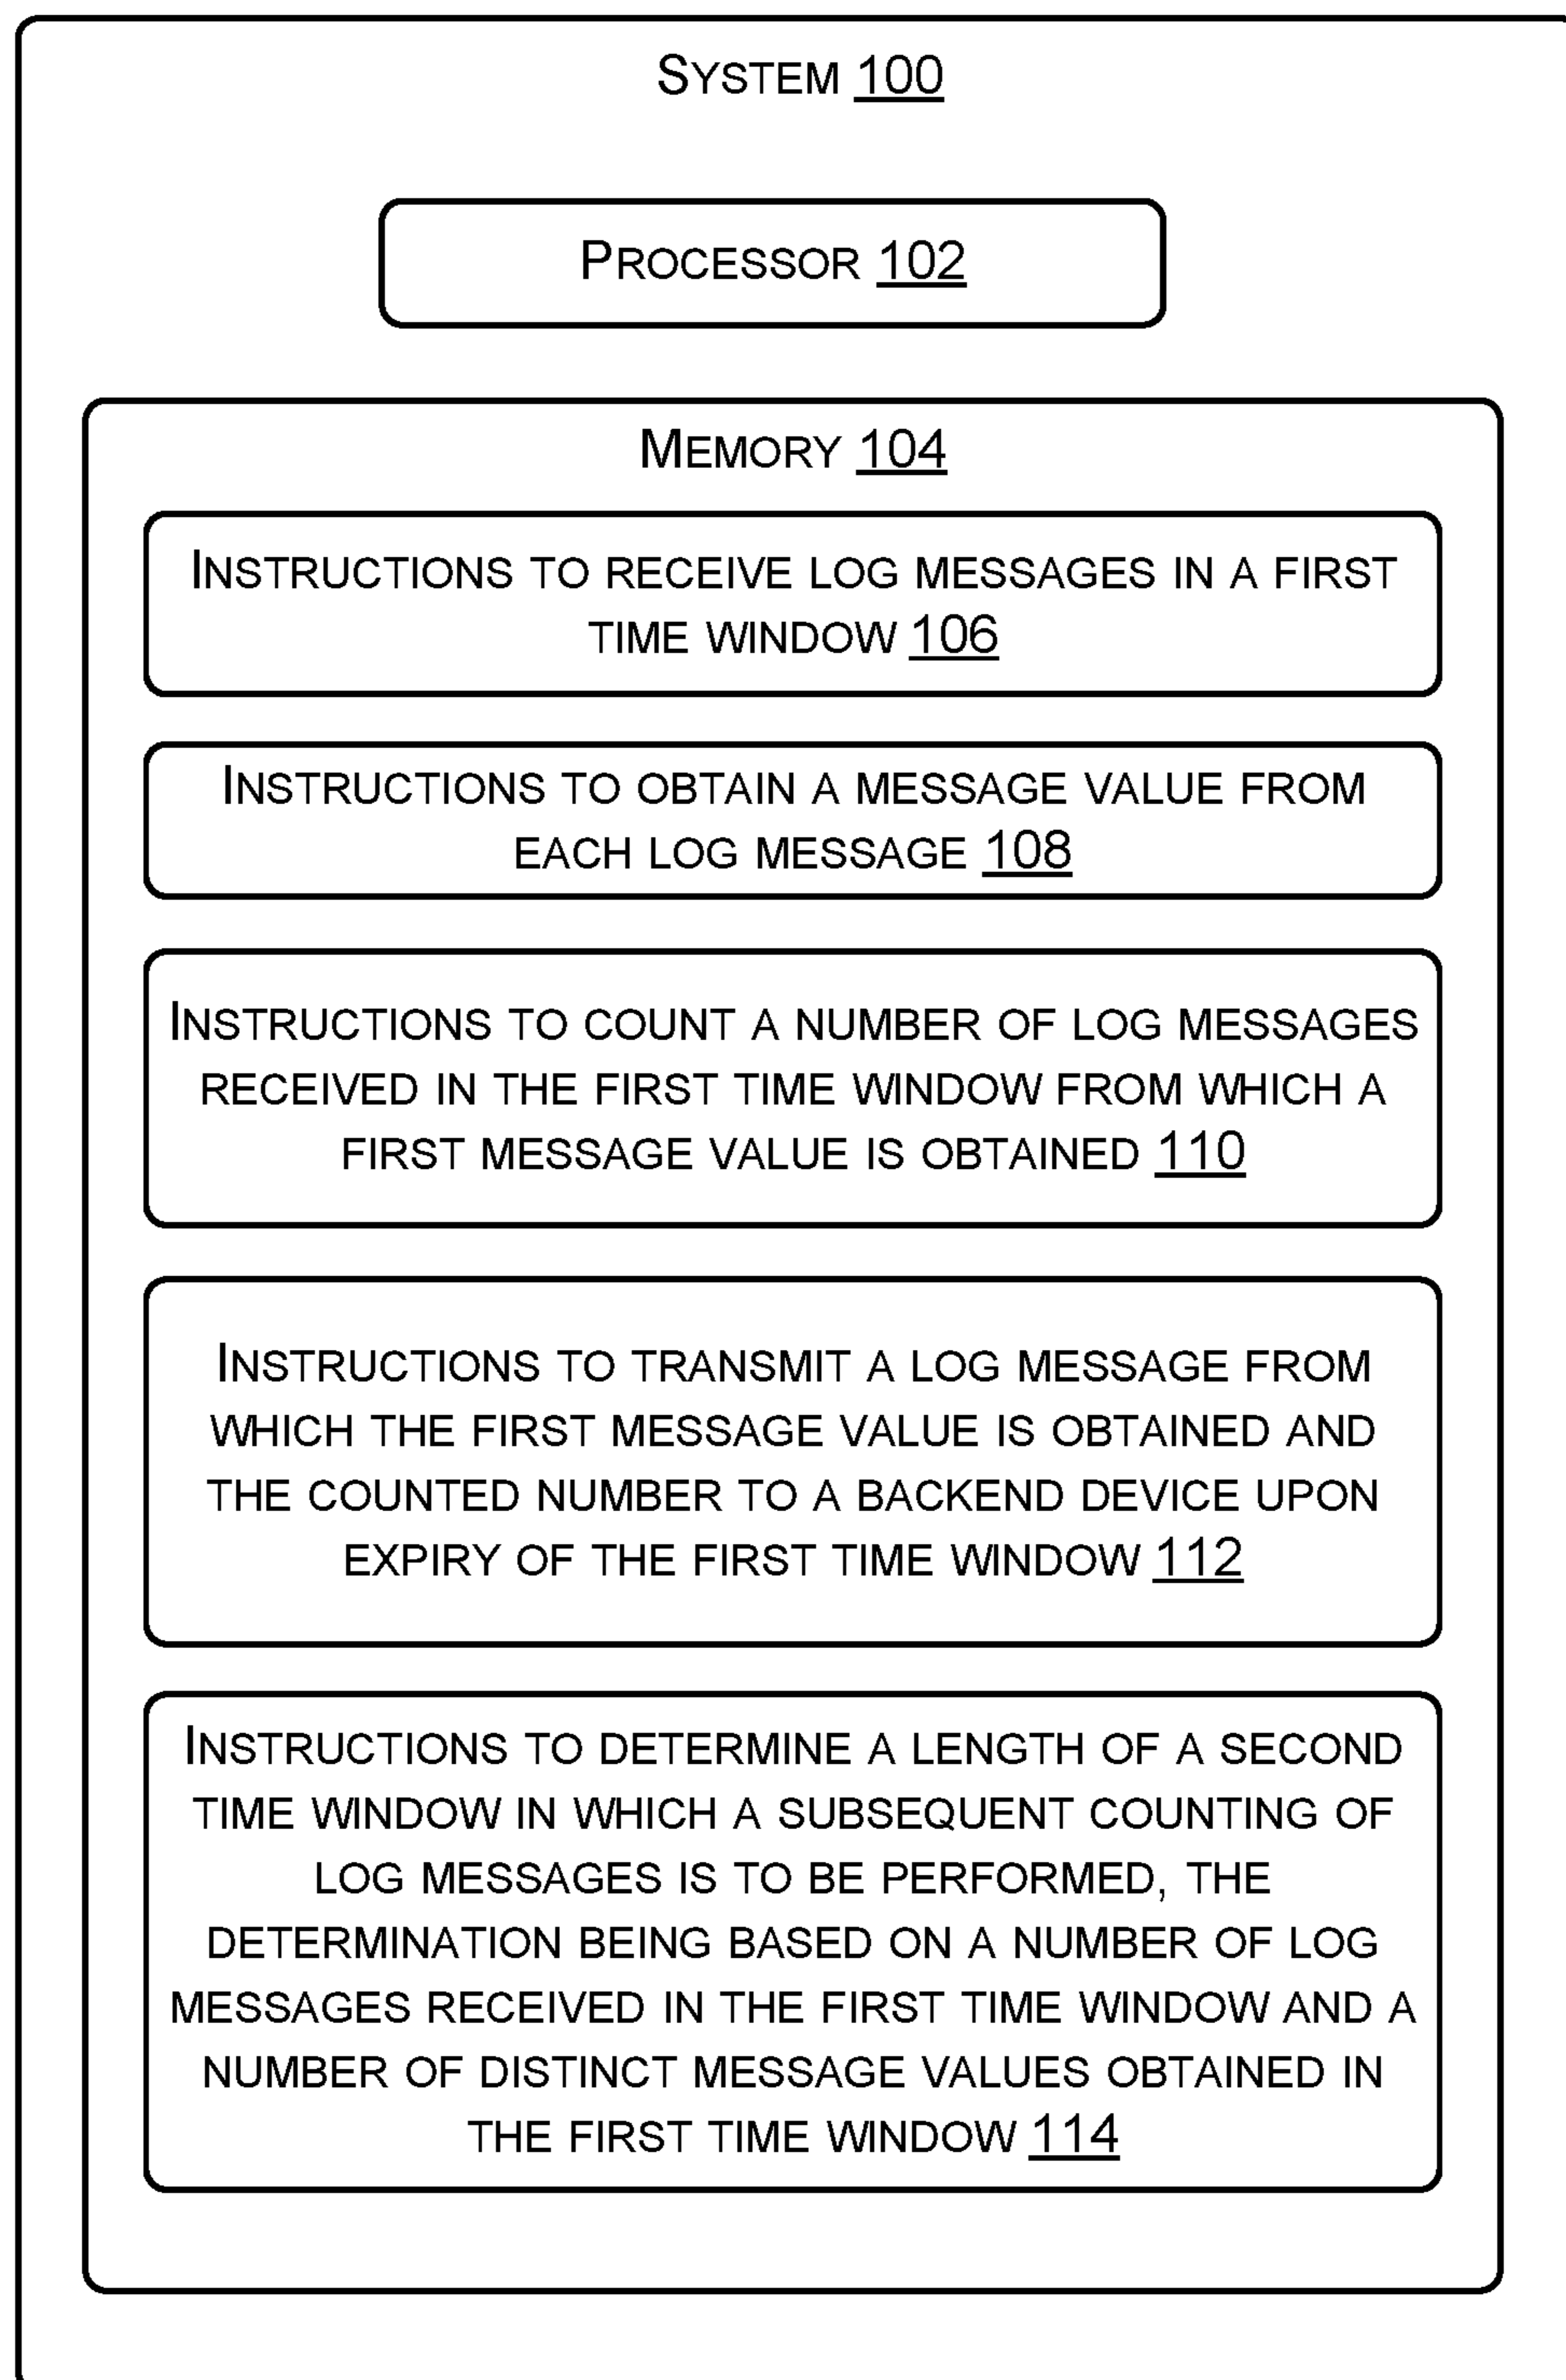 SYSTEM 100
PROCESSOR 102
MEMORY 104
INSTRUCTIONS TO RECEIVE LOG MESSAGES IN A FIRST
TIME WINDOW 106
INSTRUCTIONS TO OBTAIN A MESSAGE VALUE FROM
EACH LOG MESSAGE 108
INSTRUCTIONS TO COUNT A NUMBER OF LOG MESSAGES
RECEIVED IN THE FIRST TIME WINDOW FROM WHICH A
FIRST MESSAGE VALUE IS OBTAINED 110
INSTRUCTIONS TO TRANSMIT A LOG MESSAGE FROM
WHICH THE FIRST MESSAGE VALUE IS OBTAINED AND
THE COUNTED NUMBER TO A BACKEND DEVICE UPON
EXPIRY OF THE FIRST TIME WINDOW 112
INSTRUCTIONS TO DETERMINE A LENGTH OF A SECOND
TIME WINDOW IN WHICH A SUBSEQUENT COUNTING OF
LOG MESSAGES IS TO BE PERFORMED, THE
DETERMINATION BEING BASED ON A NUMBER OF LOG
MESSAGES RECEIVED IN THE FIRST TIME WINDOW AND A
NUMBER OF DISTINCT MESSAGE VALUES OBTAINED IN
THE FIRST TIME WINDOW 114